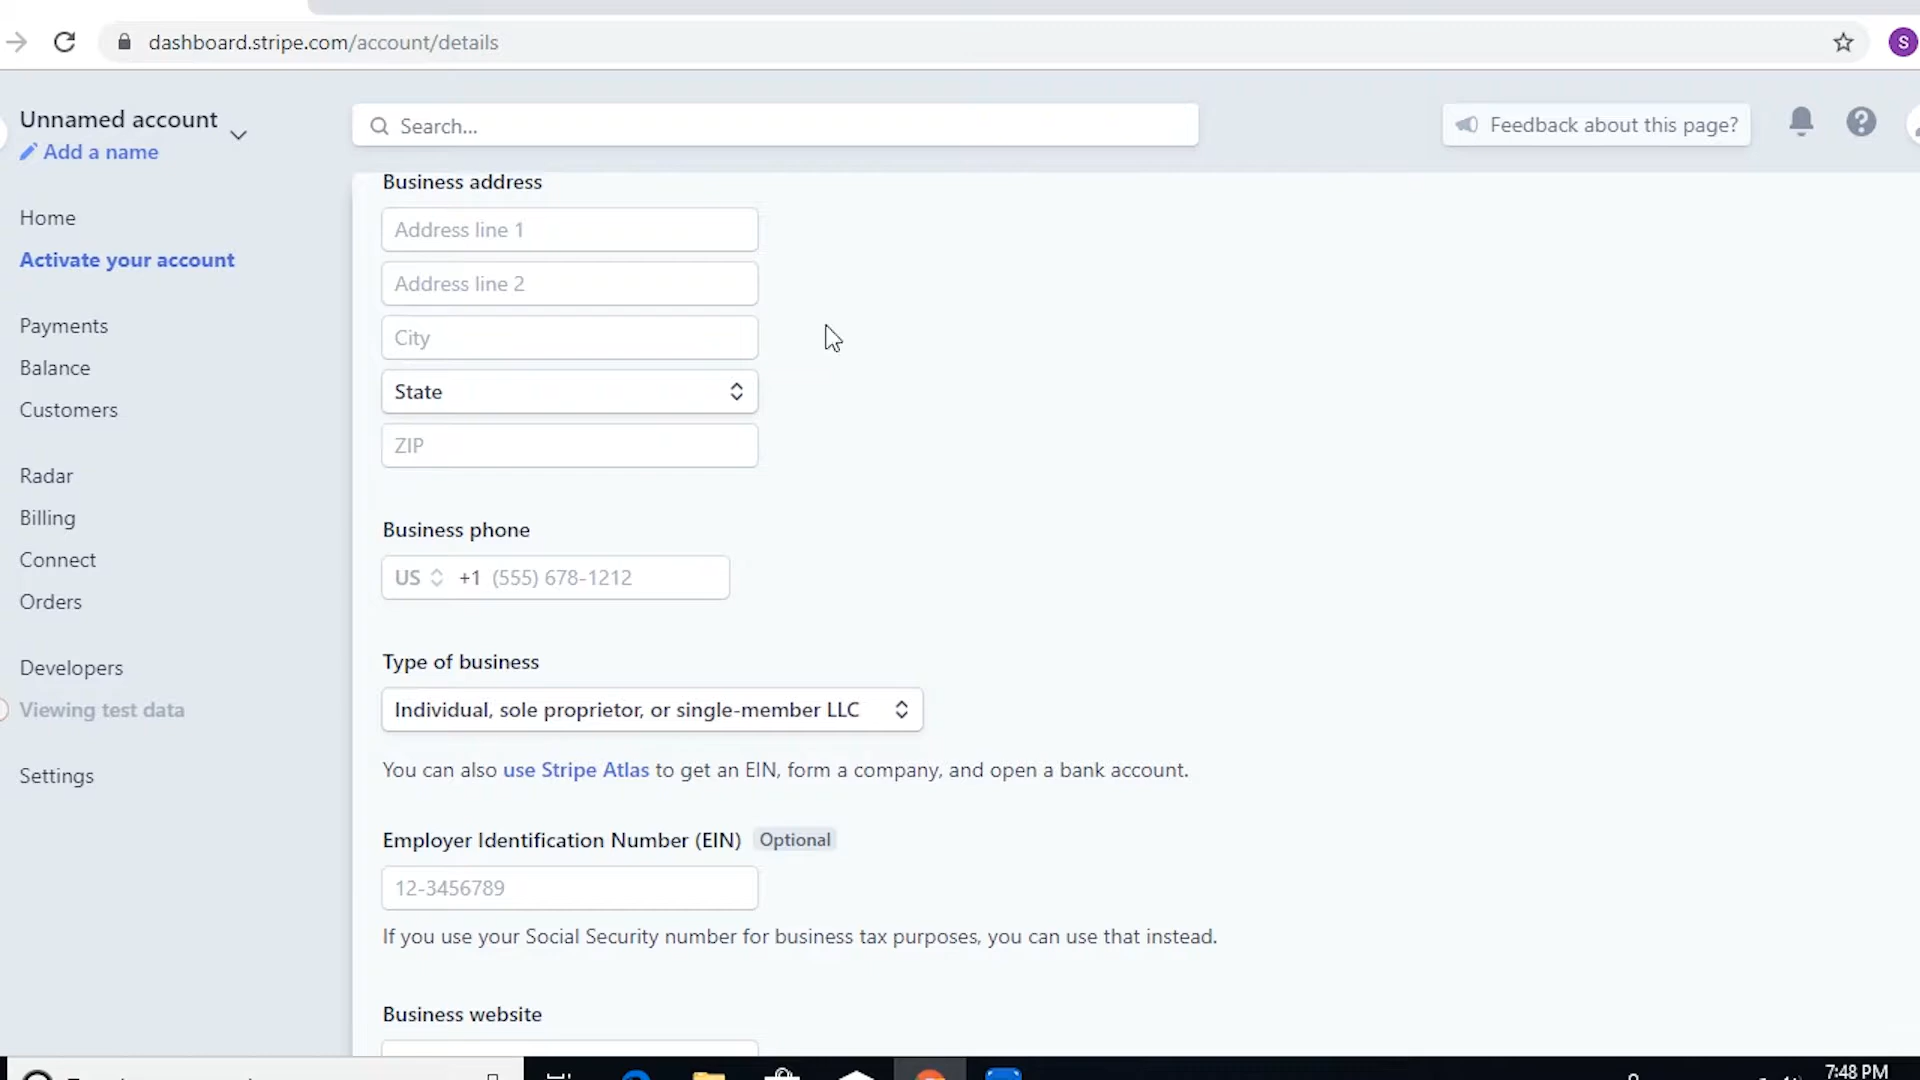 dashboard.stripe.com/account/details
S
Unnamed account
Add a name
Search...
Feedback about this page?
Home
Activate your account
Payments
Balance
Customers
Radar
Billing
Connect
Orders
Developers
Viewing test data
Settings
Business address
Address line 1
Address line 2
City
State
ZIP
Business phone
US +1 (555) 678-1212
Type of business
Individual, sole proprietor, or single-member LLC
You can also use Stripe Atlas to get an EIN, form a company, and open a bank account.
Employer Identification Number (EIN) Optional
12-3456789
If you use your Social Security number for business tax purposes, you can use that instead.
Business website
7:48 PM